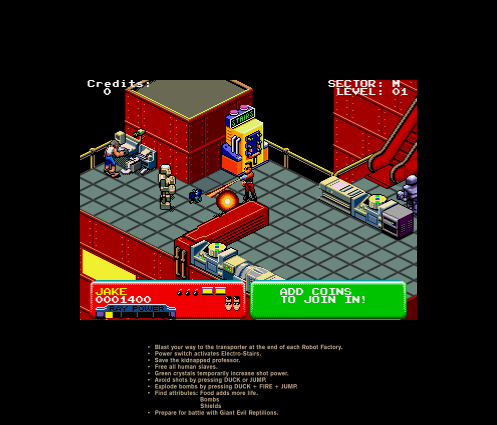 Credits:
0
SECTOR: M
LEVEL: 01
JAKE
0001400
ADD COINS
TO JOIN IN!
• Blast your way to the transporter at the end of each Robot Factory.
• Power switch activates Electro-Stairs.
• Save the kidnapped professor.
• Free all human slaves.
• Green crystals temporarily increase shot power.
• Avoid shots by pressing DUCK or JUMP.
• Explode bombs by pressing DUCK + FIRE + JUMP.
• Find attributes: Food adds more life.
Bombs
Shields
• Prepare for battle with Giant Evil Reptilons.